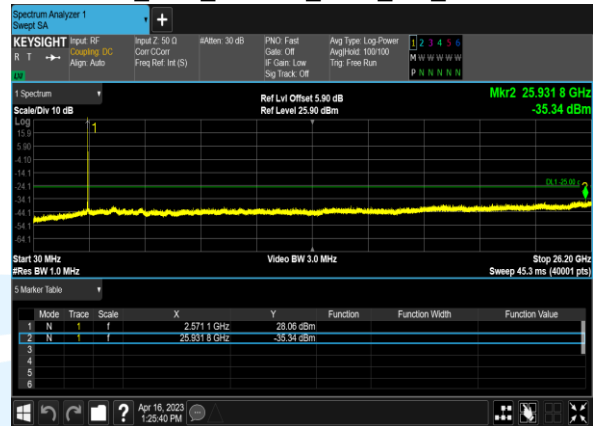 Spectrum Analyzer 1
Swept SA
+
KEYSIGHT Input: RF Input Z: 50 Ω #Atten: 30 dB PNO: Fast Avg Type: Log-Power 1 2 3 4 5 6
R T Coupling: DC Corr CCorr Gate: Off Avg|Hold: 100/100 M W W W W W
Align: Auto Freq Ref: Int (S) IF Gain: Low Trig: Free Run
LU Sig Track: Off P N N N N N
1 Spectrum Ref Lvl Offset 5.90 dB Mkr2 25.931 8 GHz
Scale/Div 10 dB Ref Level 25.90 dBm -35.34 dBm
Log
1
15.9
5.90
-4.10
-14.1
-24.1 DL1 -25.00
2
-34.1
-44.1
-54.1
-64.1
Start 30 MHz Video BW 3.0 MHz Stop 26.20 GHz
#Res BW 1.0 MHz Sweep 45.3 ms (40001 pts)
5 Marker Table
Mode Trace Scale X Y Function Function Width Function Value
1 N 1 f 2.571 1 GHz 28.06 dBm
2 N 1 f 25.931 8 GHz -35.34 dBm
3
4
5
6
? Apr 16, 2023
1:25:40 PM